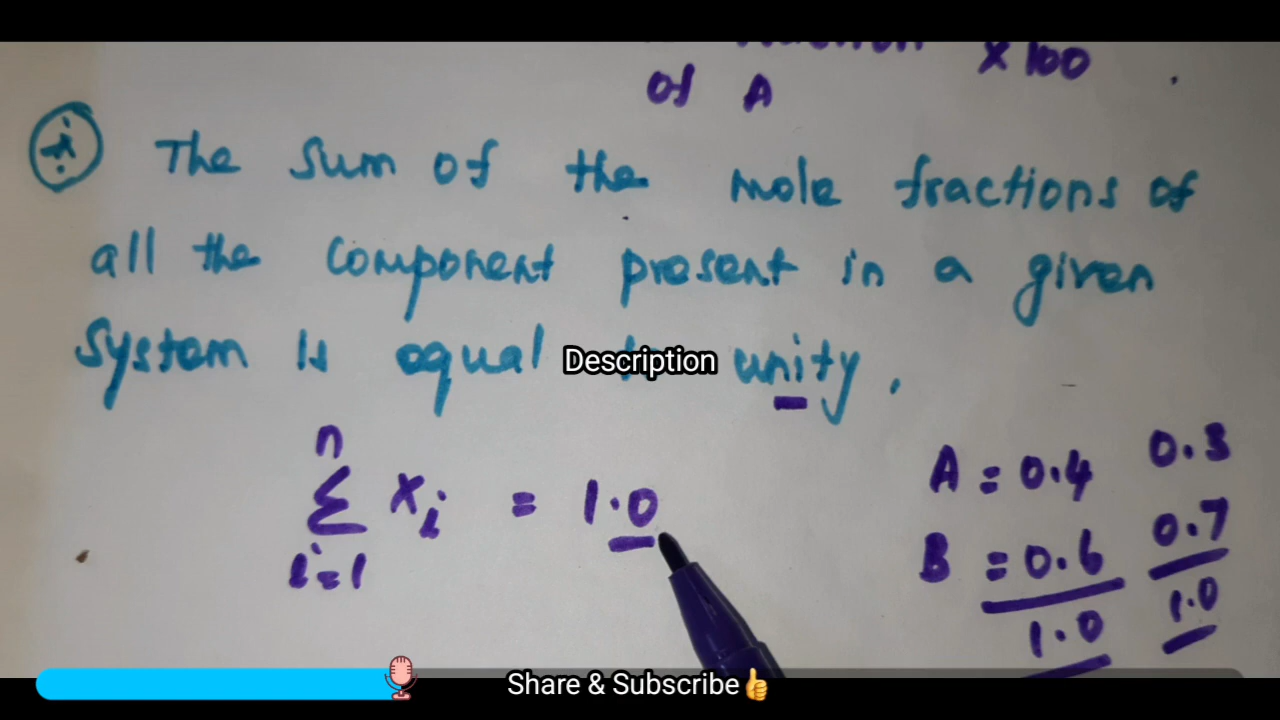 X 100
of A
The sum of the mole fractions of
all the component present in a given
system is equal unity.
Description
n
Σ Xi = 1.0
i=1
A = 0.4 0.3
B = 0.6 0.7
1.0 1.0
Share & Subscribe👍